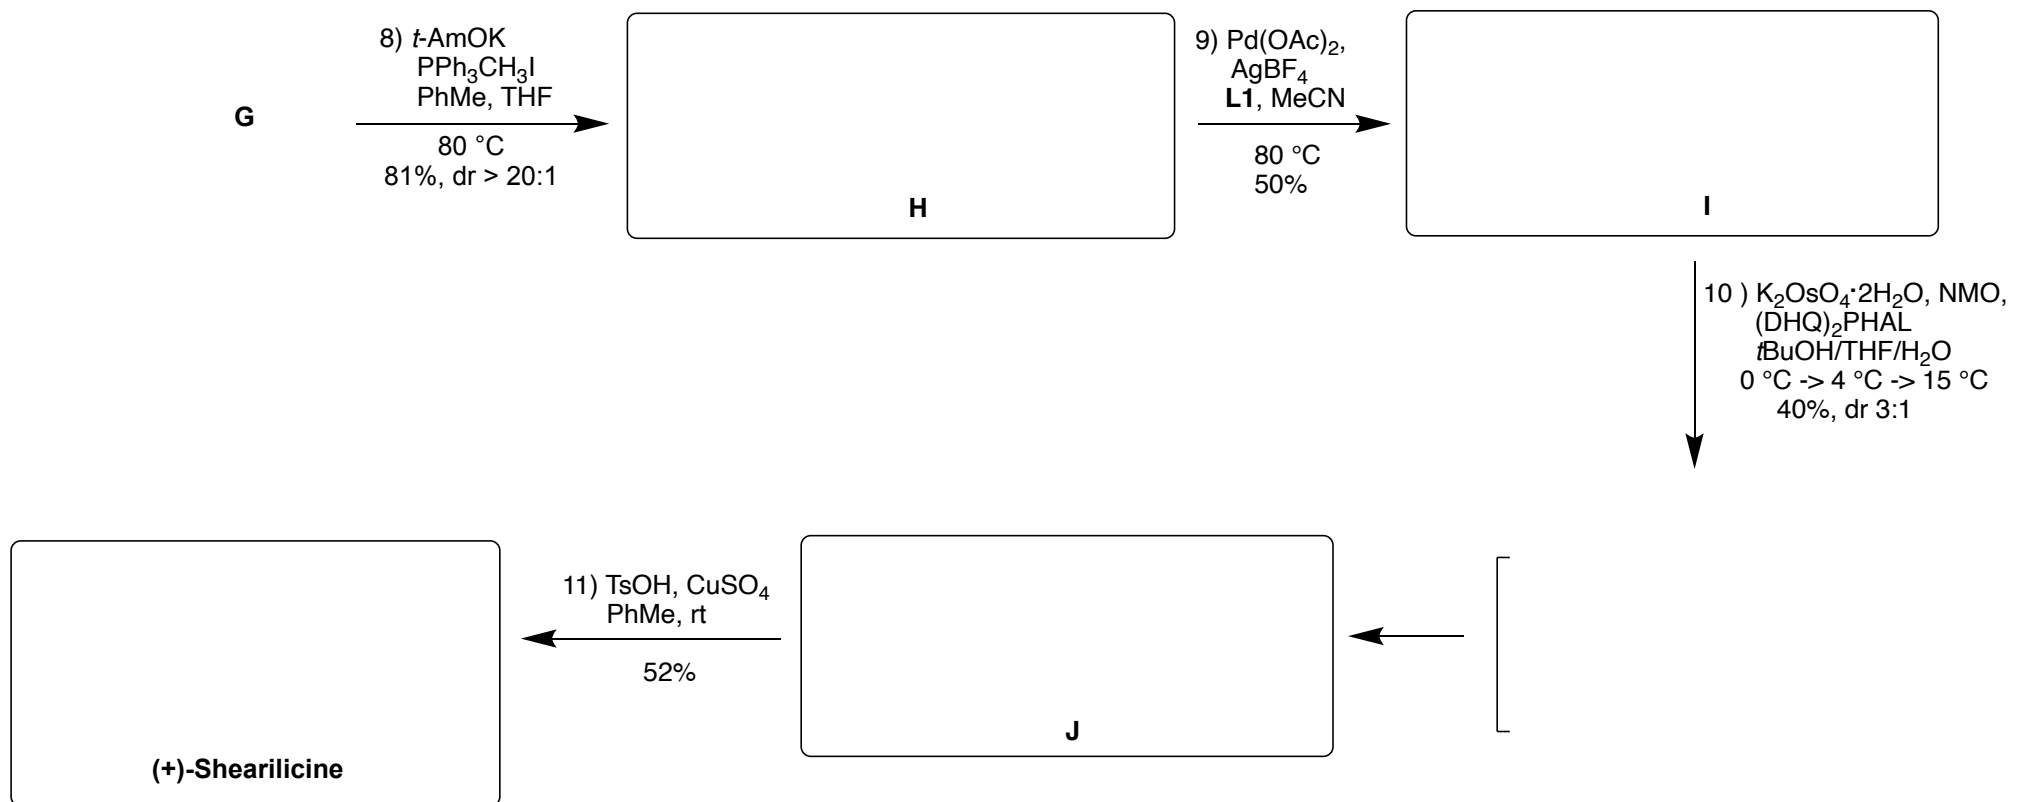 G
8) t-AmOK
PPh3CH3I
PhMe, THF
80 °C
81%, dr > 20:1
H
9) Pd(OAc)2,
AgBF4
L1, MeCN
80 °C
50%
I
10 ) K2OsO4·2H2O, NMO,
(DHQ)2PHAL
tBuOH/THF/H2O
0 °C -> 4 °C -> 15 °C
40%, dr 3:1
J
11) TsOH, CuSO4
PhMe, rt
52%
(+)-Shearilicine